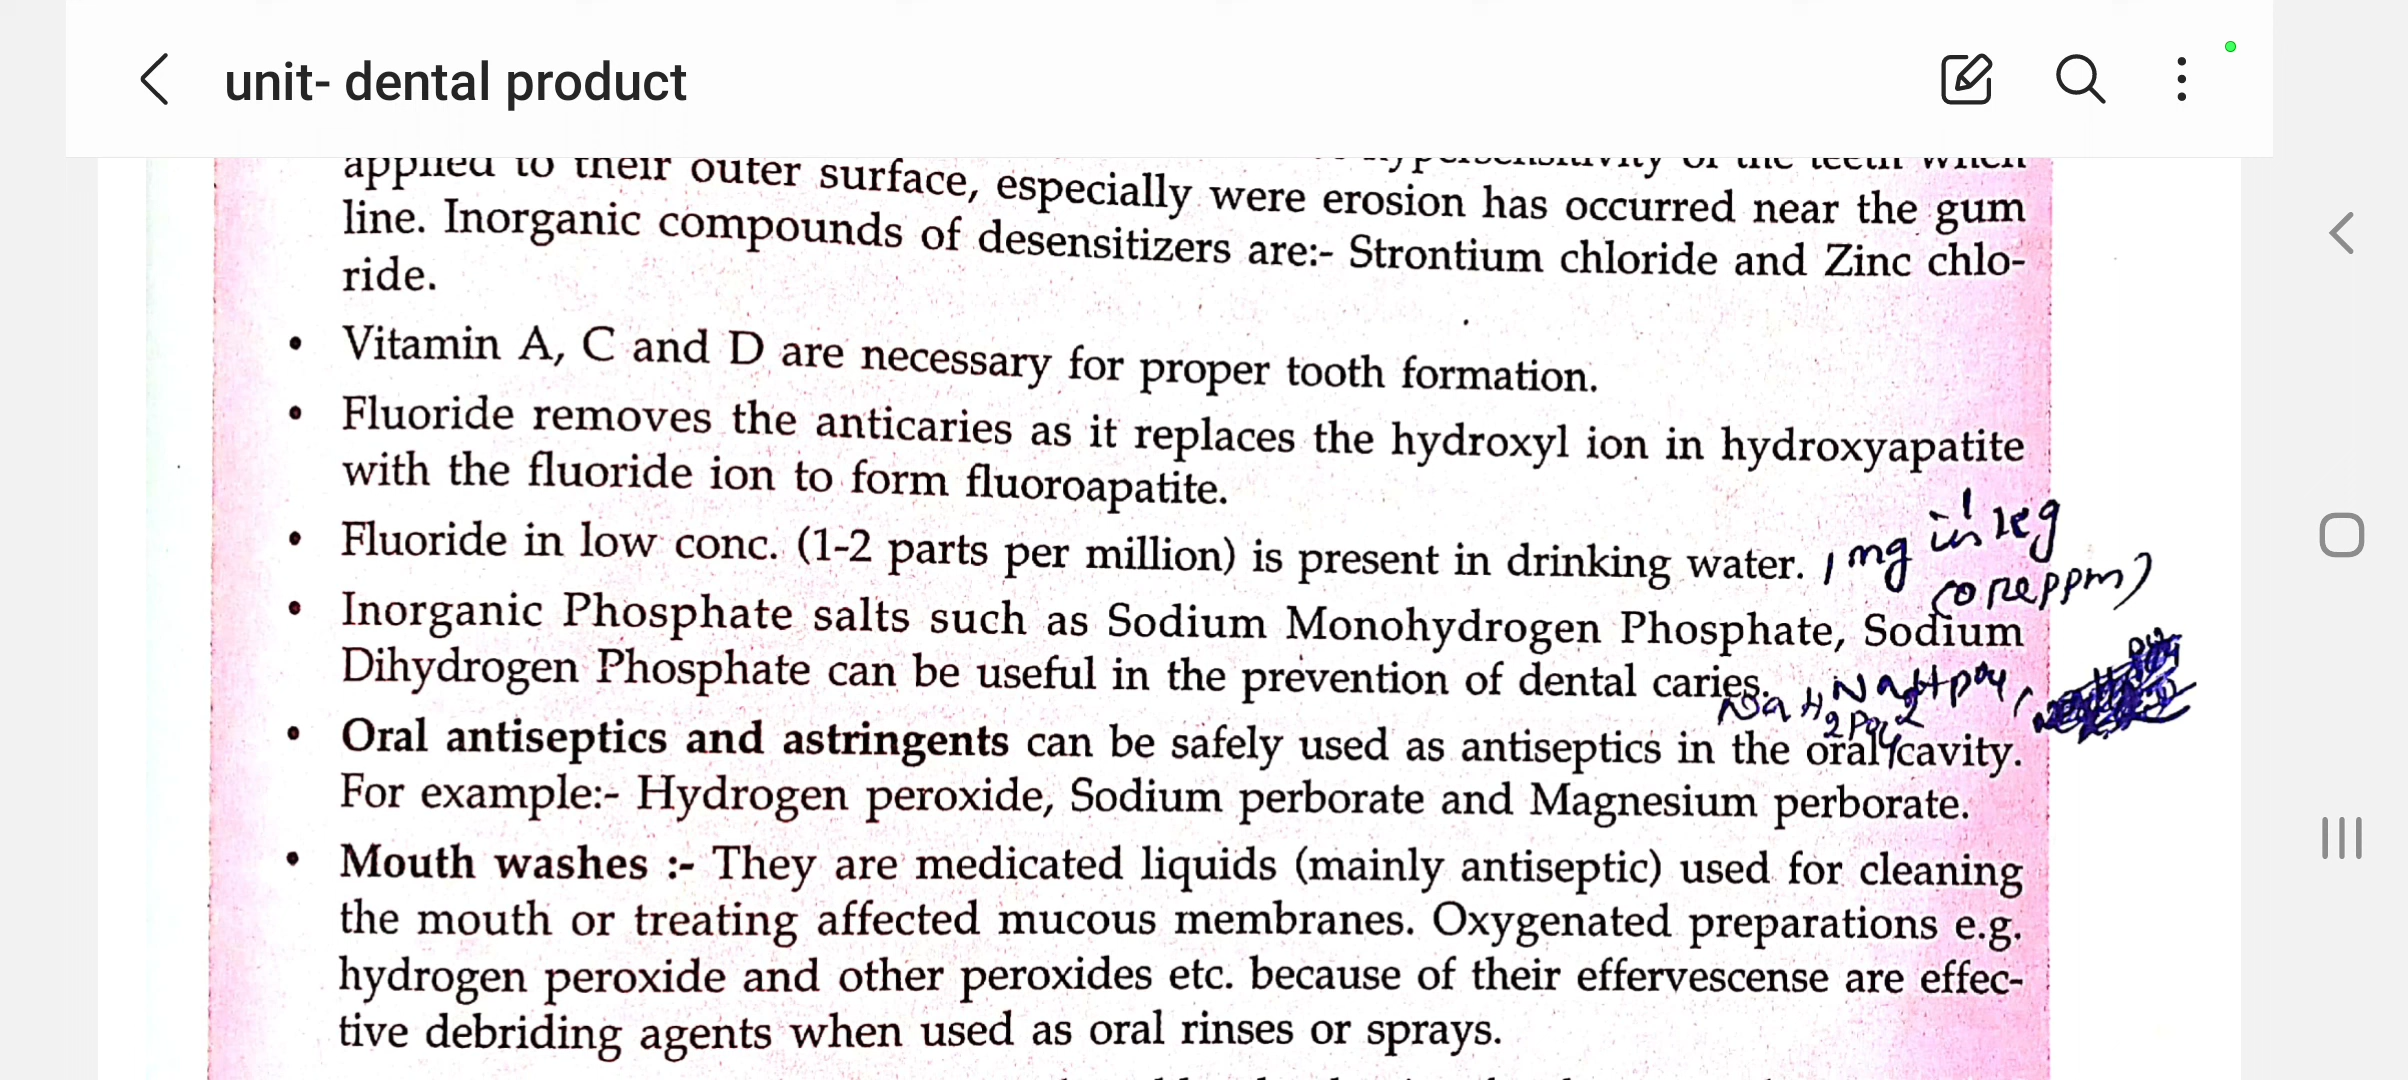 unit- dental product
applied to their outer surface, especially were erosion has occurred near the gum
line. Inorganic compounds of desensitizers are:- Strontium chloride and Zinc chlo-
ride.
• Vitamin A, C and D are necessary for proper tooth formation.
• Fluoride removes the anticaries as it replaces the hydroxyl ion in hydroxyapatite
with the fluoride ion to form fluoroapatite.
• Fluoride in low conc. (1-2 parts per million) is present in drinking water. 1 mg in 1 kg
• Inorganic Phosphate salts such as Sodium Monohydrogen Phosphate, Sodium
Dihydrogen Phosphate can be useful in the prevention of dental caries.
• Oral antiseptics and astringents can be safely used as antiseptics in the oral cavity.
For example:- Hydrogen peroxide, Sodium perborate and Magnesium perborate.
• Mouth washes :- They are medicated liquids (mainly antiseptic) used for cleaning
the mouth or treating affected mucous membranes. Oxygenated preparations e.g.
hydrogen peroxide and other peroxides etc. because of their effervescense are effec-
tive debriding agents when used as oral rinses or sprays.